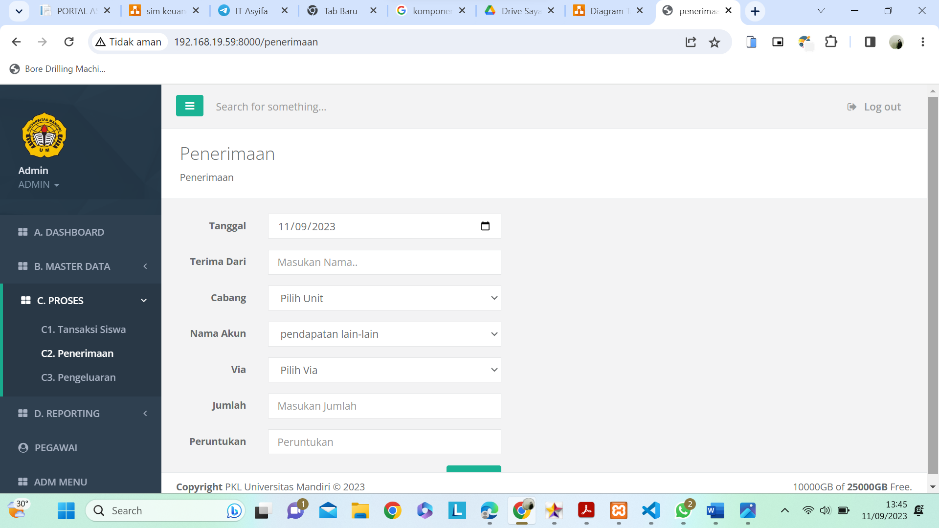 PORTAL A
sim keuan
IT Asyifa
Tab Baru
kompone
Drive Say
Diagram
penerima
Tidak aman
192.168.19.59:8000/penerimaan
Bore Drilling Machi...
Search for something...
Log out
Admin
ADMIN
A. DASHBOARD
B. MASTER DATA
C. PROSES
C1. Tansaksi Siswa
C2. Penerimaan
C3. Pengeluaran
D. REPORTING
PEGAWAI
ADM MENU
Penerimaan
Penerimaan
Tanggal 11/09/2023
Terima Dari Masukan Nama..
Cabang Pilih Unit
Nama Akun pendapatan lain-lain
Via Pilih Via
Jumlah Masukan Jumlah
Peruntukan Peruntukan
Copyright PKL Universitas Mandiri © 2023
10000GB of 25000GB Free.
30°
Search
1
2
13:45
11/09/2023